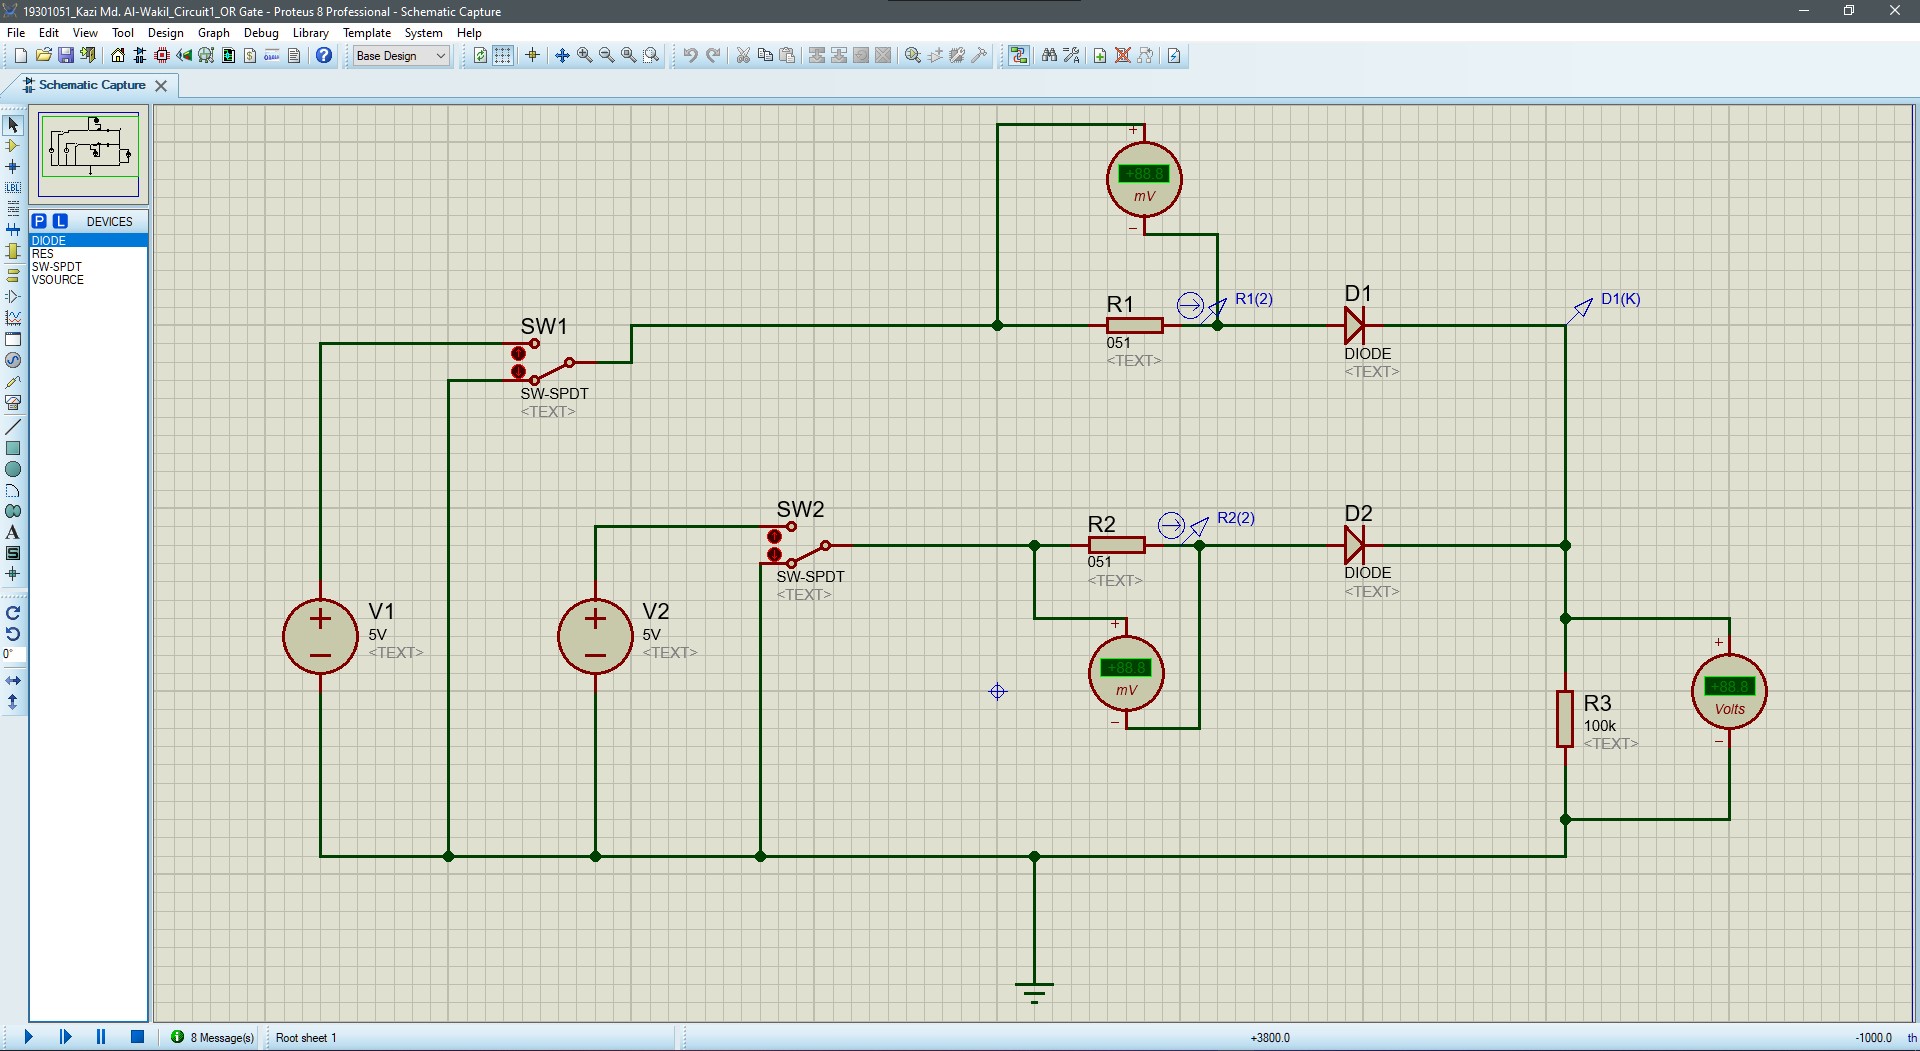 19301051_Kazi Md. Al-Wakil_Circuit1_OR Gate - Proteus 8 Professional - Schematic Capture
File Edit View Tool Design Graph Debug Library Template System Help
Base Design
Schematic Capture
P L DEVICES
DIODE
RES
SW-SPDT
VSOURCE
LBL
A
S
0°
+
+88.8
mV
−
R1
051
<TEXT>
R1(2)
D1
DIODE
<TEXT>
D1(K)
SW1
SW-SPDT
<TEXT>
SW2
SW-SPDT
<TEXT>
R2
051
<TEXT>
R2(2)
D2
DIODE
<TEXT>
V1
5V
<TEXT>
V2
5V
<TEXT>
+
+88.8
mV
−
R3
100k
<TEXT>
+
+88.8
Volts
−
8 Message(s) Root sheet 1 +3800.0 -1000.0 th